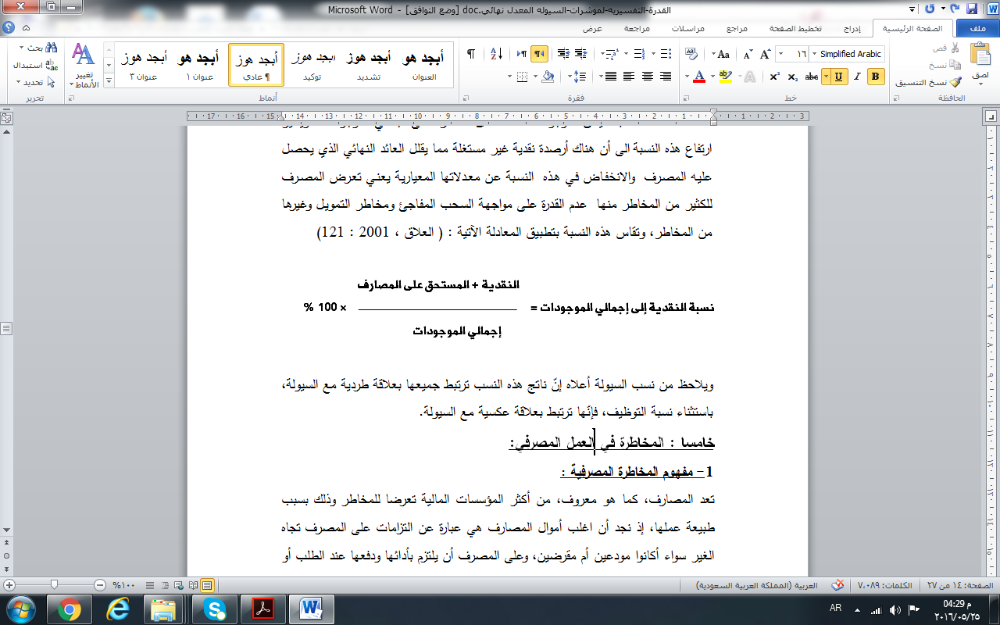 القدرة-التفسيريه-لموشرات-السيوله المعدل نهائي.doc [وضع التوافق] - Microsoft Word
ملف
الصفحة الرئيسية
إدراج
تخطيط الصفحة
مراجع
مراسلات
مراجعة
عرض
لصق
قص
نسخ
نسخ التنسيق
الحافظة
Simplified Arabic
١٦
خط
فقرة
أبجد هوز
العنوان
أبجد هوز
تشديد
أبجد هوز
توكيد
أبجد هوز
¶ عادي
أبجد هو
عنوان ١
أبجد هوز
عنوان ٣
أنماط
تغيير الأنماط
بحث
استبدال
تحديد
تحرير
ارتفاع هذه النسبة الى أن هناك أرصدة نقدية غير مستغلة مما يقلل العائد النهائي الذي يحصل
عليه المصرف والانخفاض في هذه النسبة عن معدلاتها المعيارية يعني تعرض المصرف
للكثير من المخاطر منها عدم القدرة على مواجهة السحب المفاجئ ومخاطر التمويل وغيرها
من المخاطر، وتقاس هذه النسبة بتطبيق المعادلة الآتية : ( العلاق ، 2001 : 121)
النقدية + المستحق على المصارف
نسبة النقدية إلى إجمالي الموجودات = × 100 %
إجمالي الموجودات
ويلاحظ من نسب السيولة أعلاه إنّ ناتج هذه النسب ترتبط جميعها بعلاقة طردية مع السيولة،
باستثناء نسبة التوظيف، فإنّها ترتبط بعلاقة عكسية مع السيولة.
خامسا : المخاطرة في العمل المصرفي:
1- مفهوم المخاطرة المصرفية :
تعد المصارف، كما هو معروف، من أكثر المؤسسات المالية تعرضا للمخاطر وذلك بسبب
طبيعة عملها، إذ نجد أن اغلب أموال المصارف هي عبارة عن التزامات على المصرف تجاه
الغير سواء أكانوا مودعين أم مقرضين، وعلى المصرف أن يلتزم بأدائها ودفعها عند الطلب أو
الصفحة: ١٤ من ٢٧
الكلمات: ٧،٠٨٩
العربية (المملكة العربية السعودية)
١٠٠%
AR
04:29 م
٢٠١٦/٠٥/٢٥